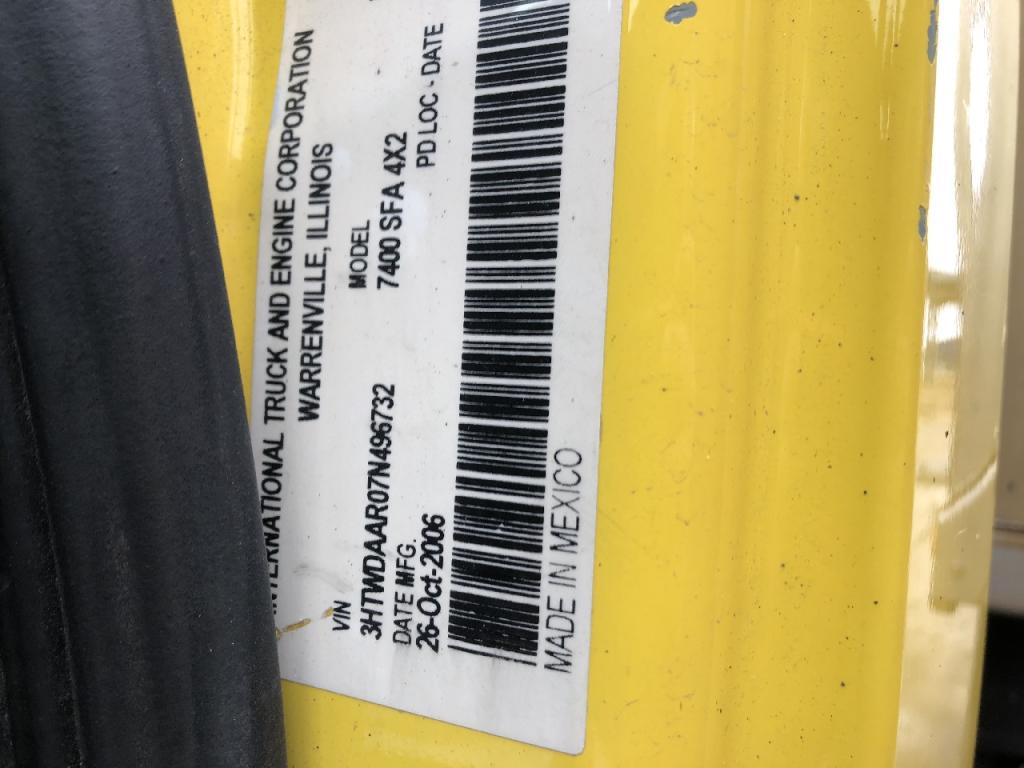 INTERNATIONAL TRUCK AND ENGINE CORPORATION
WARRENVILLE, ILLINOIS
VIN MODEL
3HTWDAAR07N496732 7400 SFA 4X2
DATE MFG. PD LOC - DATE
26-Oct-2006
MADE IN MEXICO